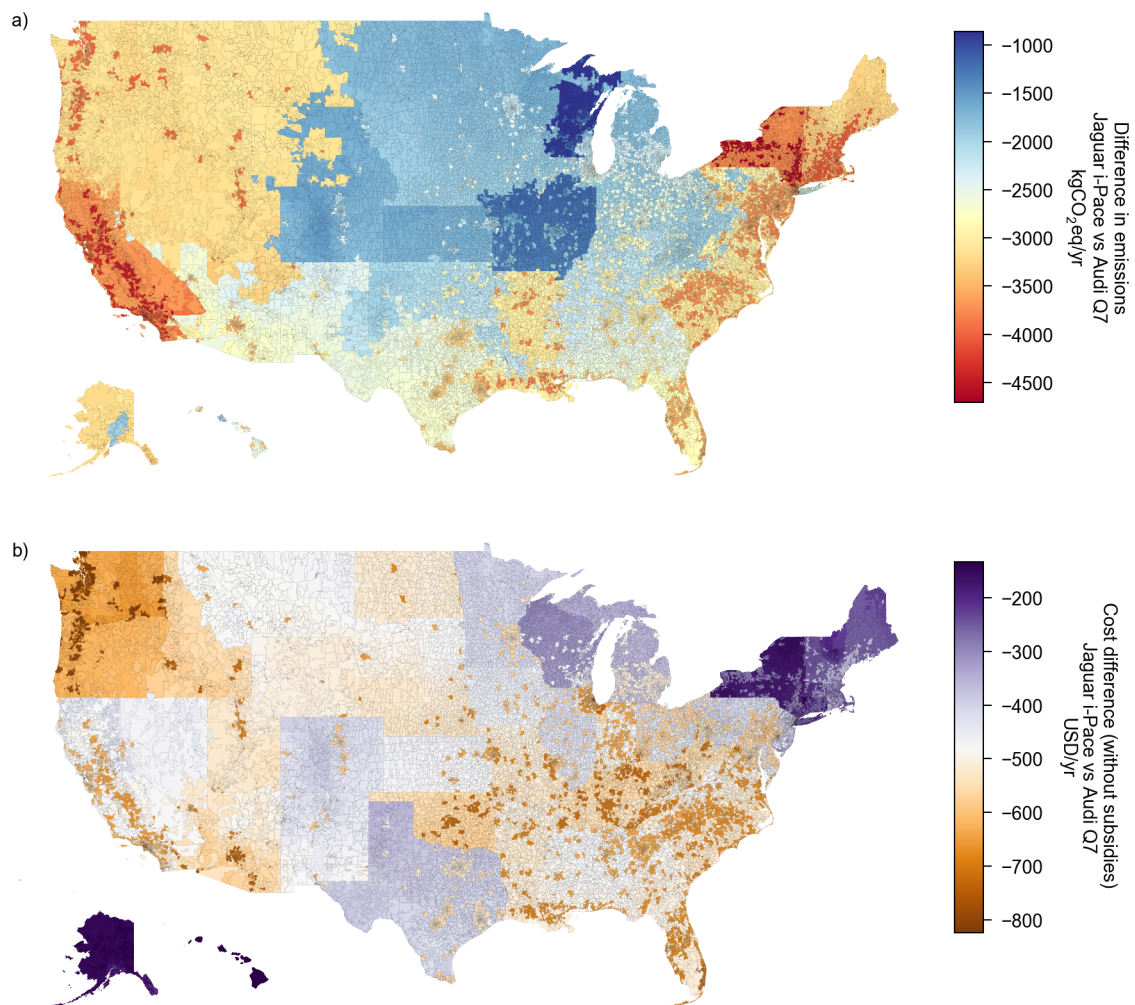 a)
−1000
−1500
−2000
−2500
−3000
−3500
−4000
−4500
Difference in emissions
Jaguar i-Pace vs Audi Q7
kgCO₂eq/yr
b)
−200
−300
−400
−500
−600
−700
−800
Cost difference (without subsidies)
Jaguar i-Pace vs Audi Q7
USD/yr